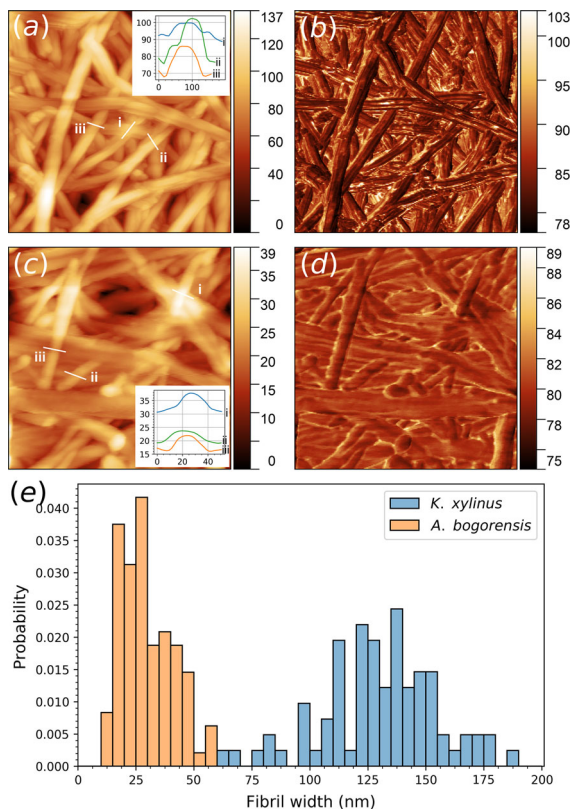 (a)
100
90
80
70
0
100
i
ii
iii
i
iii
ii
137
120
100
80
60
40
0
(b)
103
100
95
90
85
78
(c)
i
iii
ii
35
30
25
20
15
0
20
40
i
ii
iii
39
30
25
20
15
10
0
(d)
89
86
84
82
80
78
75
(e)
K. xylinus
A. bogorensis
Probability
0.040
0.035
0.030
0.025
0.020
0.015
0.010
0.005
0.000
0
25
50
75
100
125
150
175
200
Fibril width (nm)